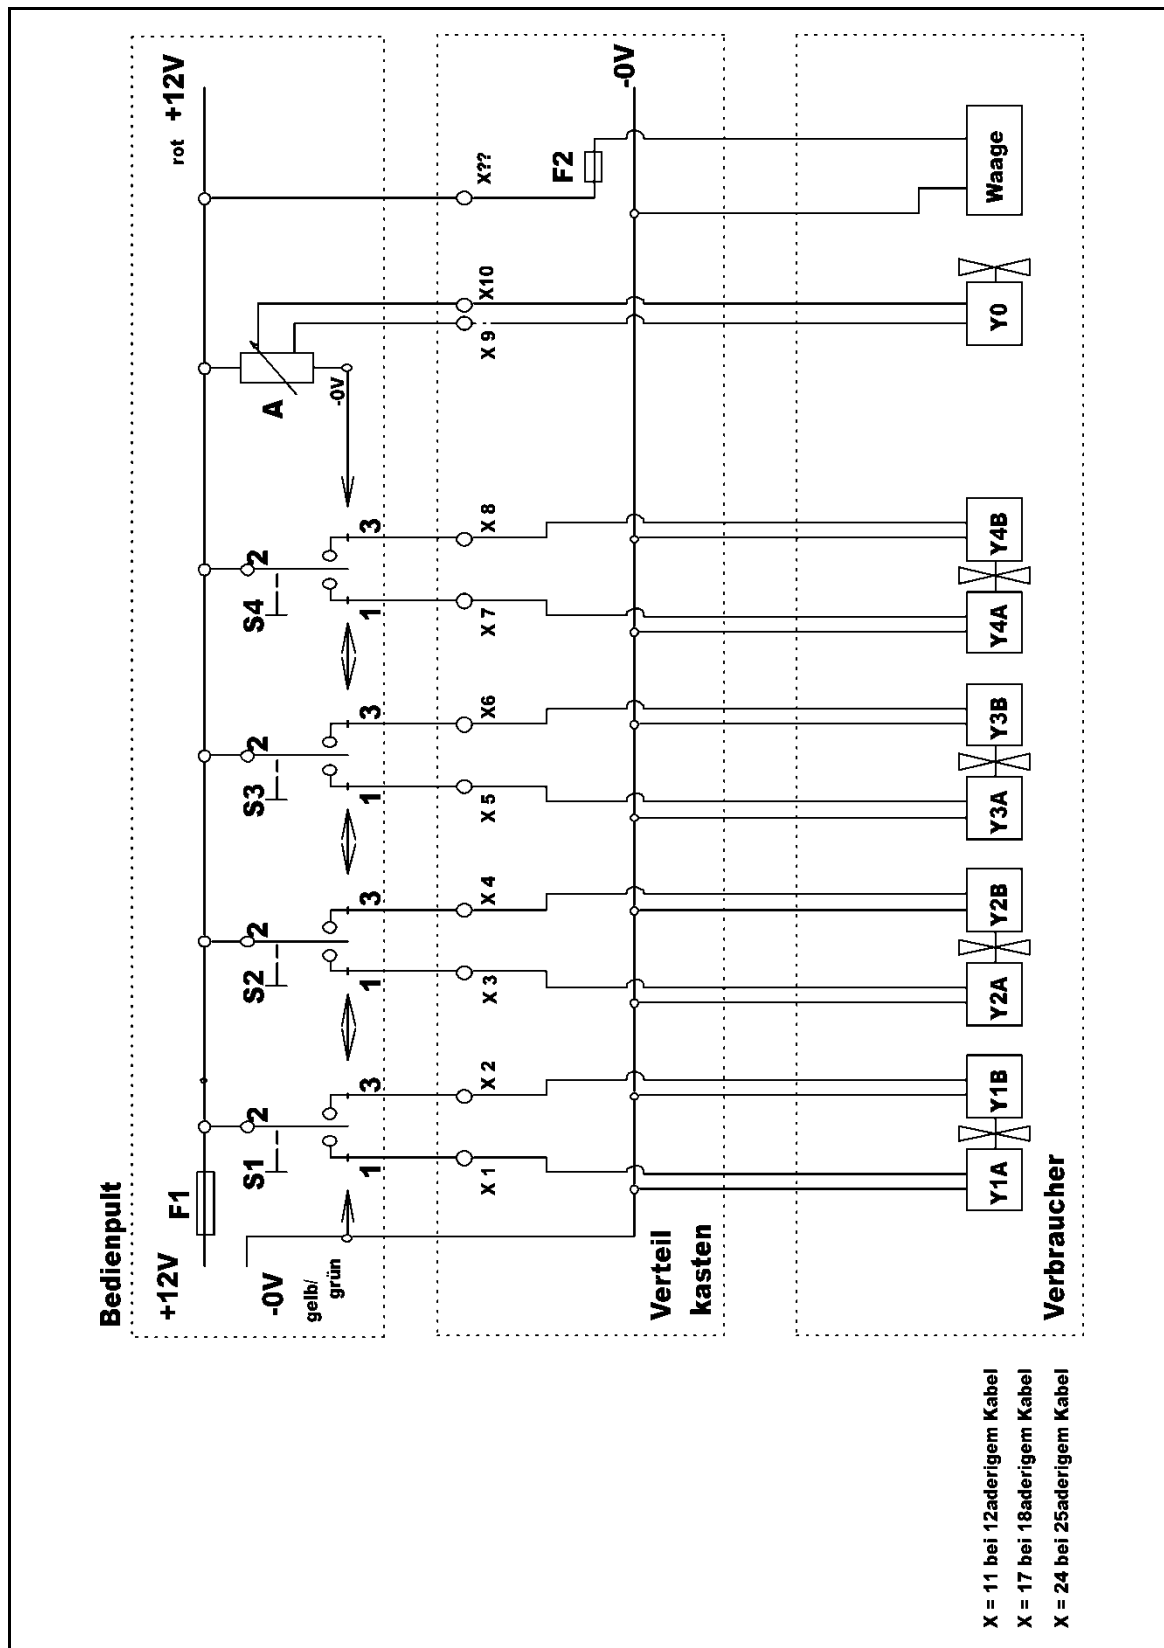 Bedienpult
+12V
F1
rot +12V
-0V
gelb/
grün
S1
2
1
3
S2
2
1
3
S3
2
1
3
S4
2
1
3
A
-0V
Verteil
kasten
X 1
X 2
X 3
X 4
X 5
X6
X 7
X 8
X 9
X10
X??
F2
-0V
Verbraucher
Y1A
Y1B
Y2A
Y2B
Y3A
Y3B
Y4A
Y4B
Y0
Waage
X = 11 bei 12aderigem Kabel
X = 17 bei 18aderigem Kabel
X = 24 bei 25aderigem Kabel